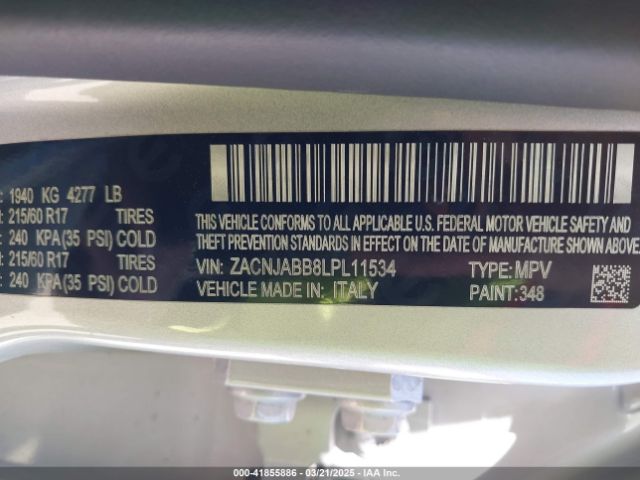 : 1940 KG 4277 LB
215/60 R17 TIRES
: 240 KPA(35 PSI) COLD
215/60 R17 TIRES
: 240 KPA(35 PSI) COLD
THIS VEHICLE CONFORMS TO ALL APPLICABLE U.S. FEDERAL MOTOR VEHICLE SAFETY AND
THEFT PREVENTION STANDARDS IN EFFECT ON THE DATE OF MANUFACTURE
VIN: ZACNJABB8LPL11534 TYPE: MPV
VEHICLE MADE IN: ITALY PAINT: 348
000-41855886 - 03/21/2025 - IAA Inc.